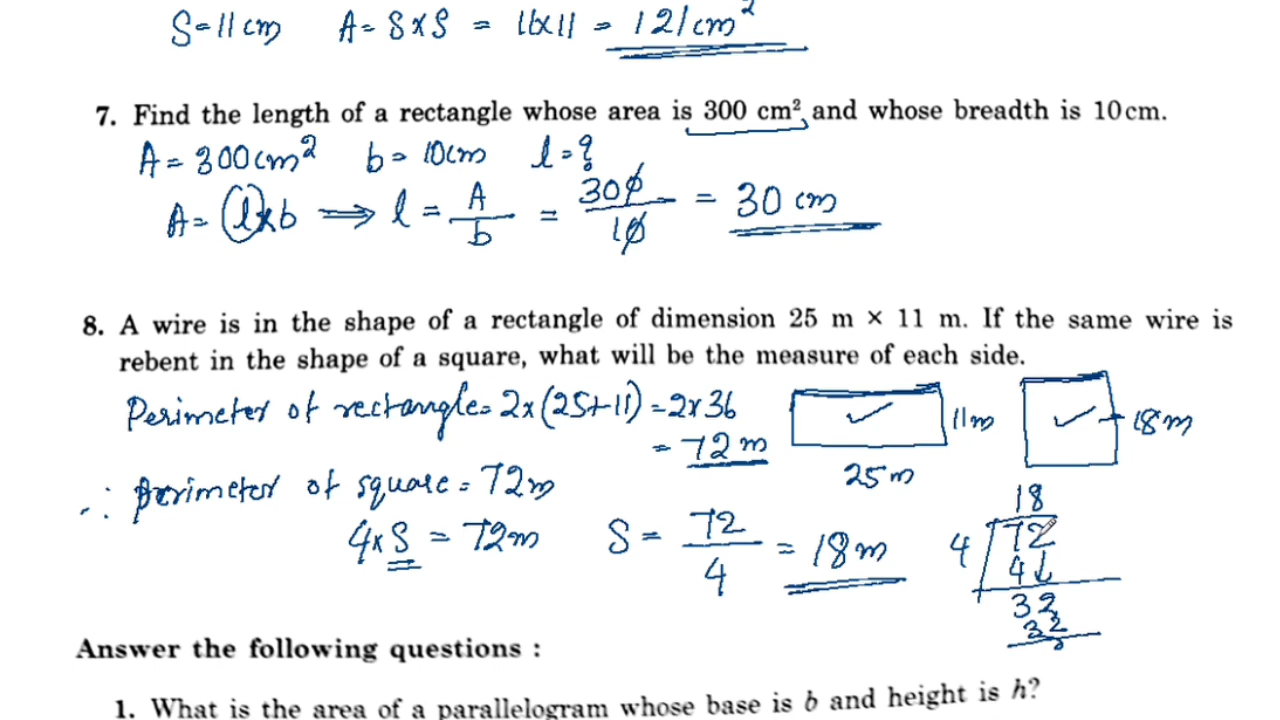 S=11cm A= S×S = 11×11 = 121cm²
7. Find the length of a rectangle whose area is 300 cm², and whose breadth is 10cm.
A = 300cm² b = 10cm l = ?
A = l×b ⟹ l = A/b = 300/10 = 30 cm
8. A wire is in the shape of a rectangle of dimension 25 m × 11 m. If the same wire is
rebent in the shape of a square, what will be the measure of each side.
Perimeter of rectangle = 2×(25+11) = 2×36
= 72m
11m
18m
25m
∴ perimeter of square = 72m
4×S = 72m S = 72/4 = 18m
18
4 72
4↓
32
32
0
Answer the following questions :
1. What is the area of a parallelogram whose base is b and height is h?